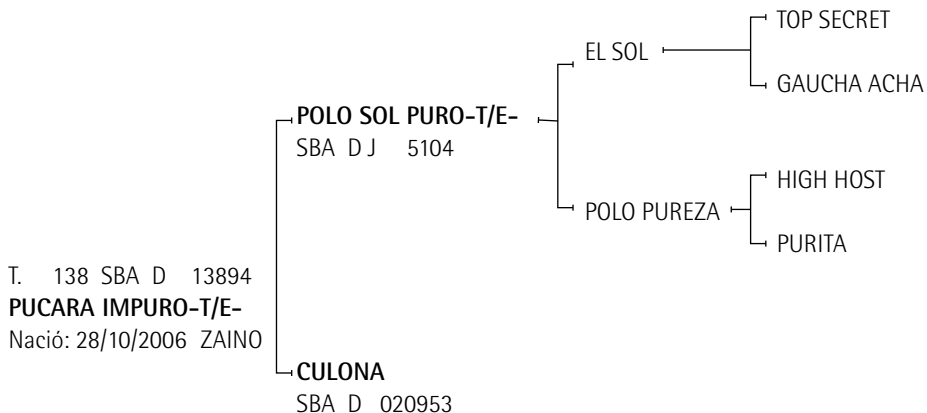 TOP SECRET
EL SOL
GAUCHA ACHA
POLO SOL PURO-T/E-
SBA D J 5104
HIGH HOST
POLO PUREZA
PURITA
T. 138 SBA D 13894
PUCARA IMPURO-T/E-
Nació: 28/10/2006 ZAINO
CULONA
SBA D 020953